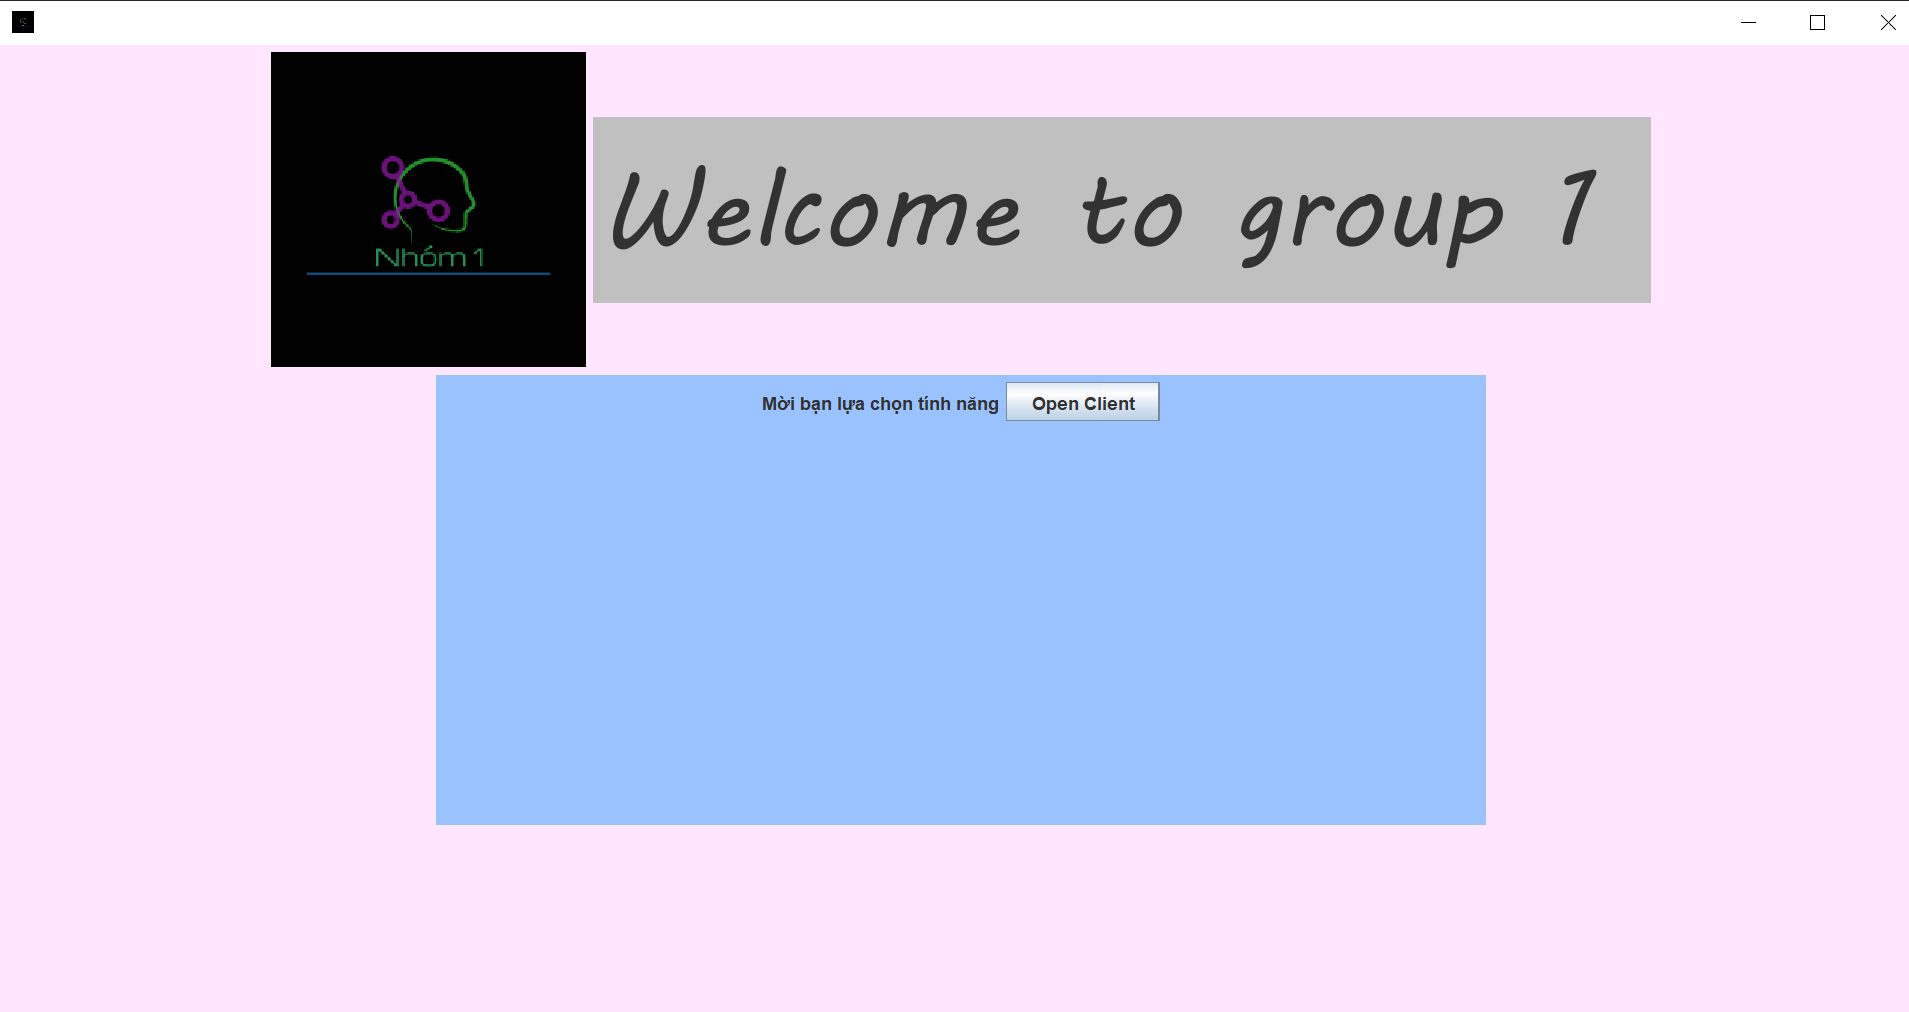 Nhóm 1
Welcome to group 1
Mời bạn lựa chọn tính năng
Open Client